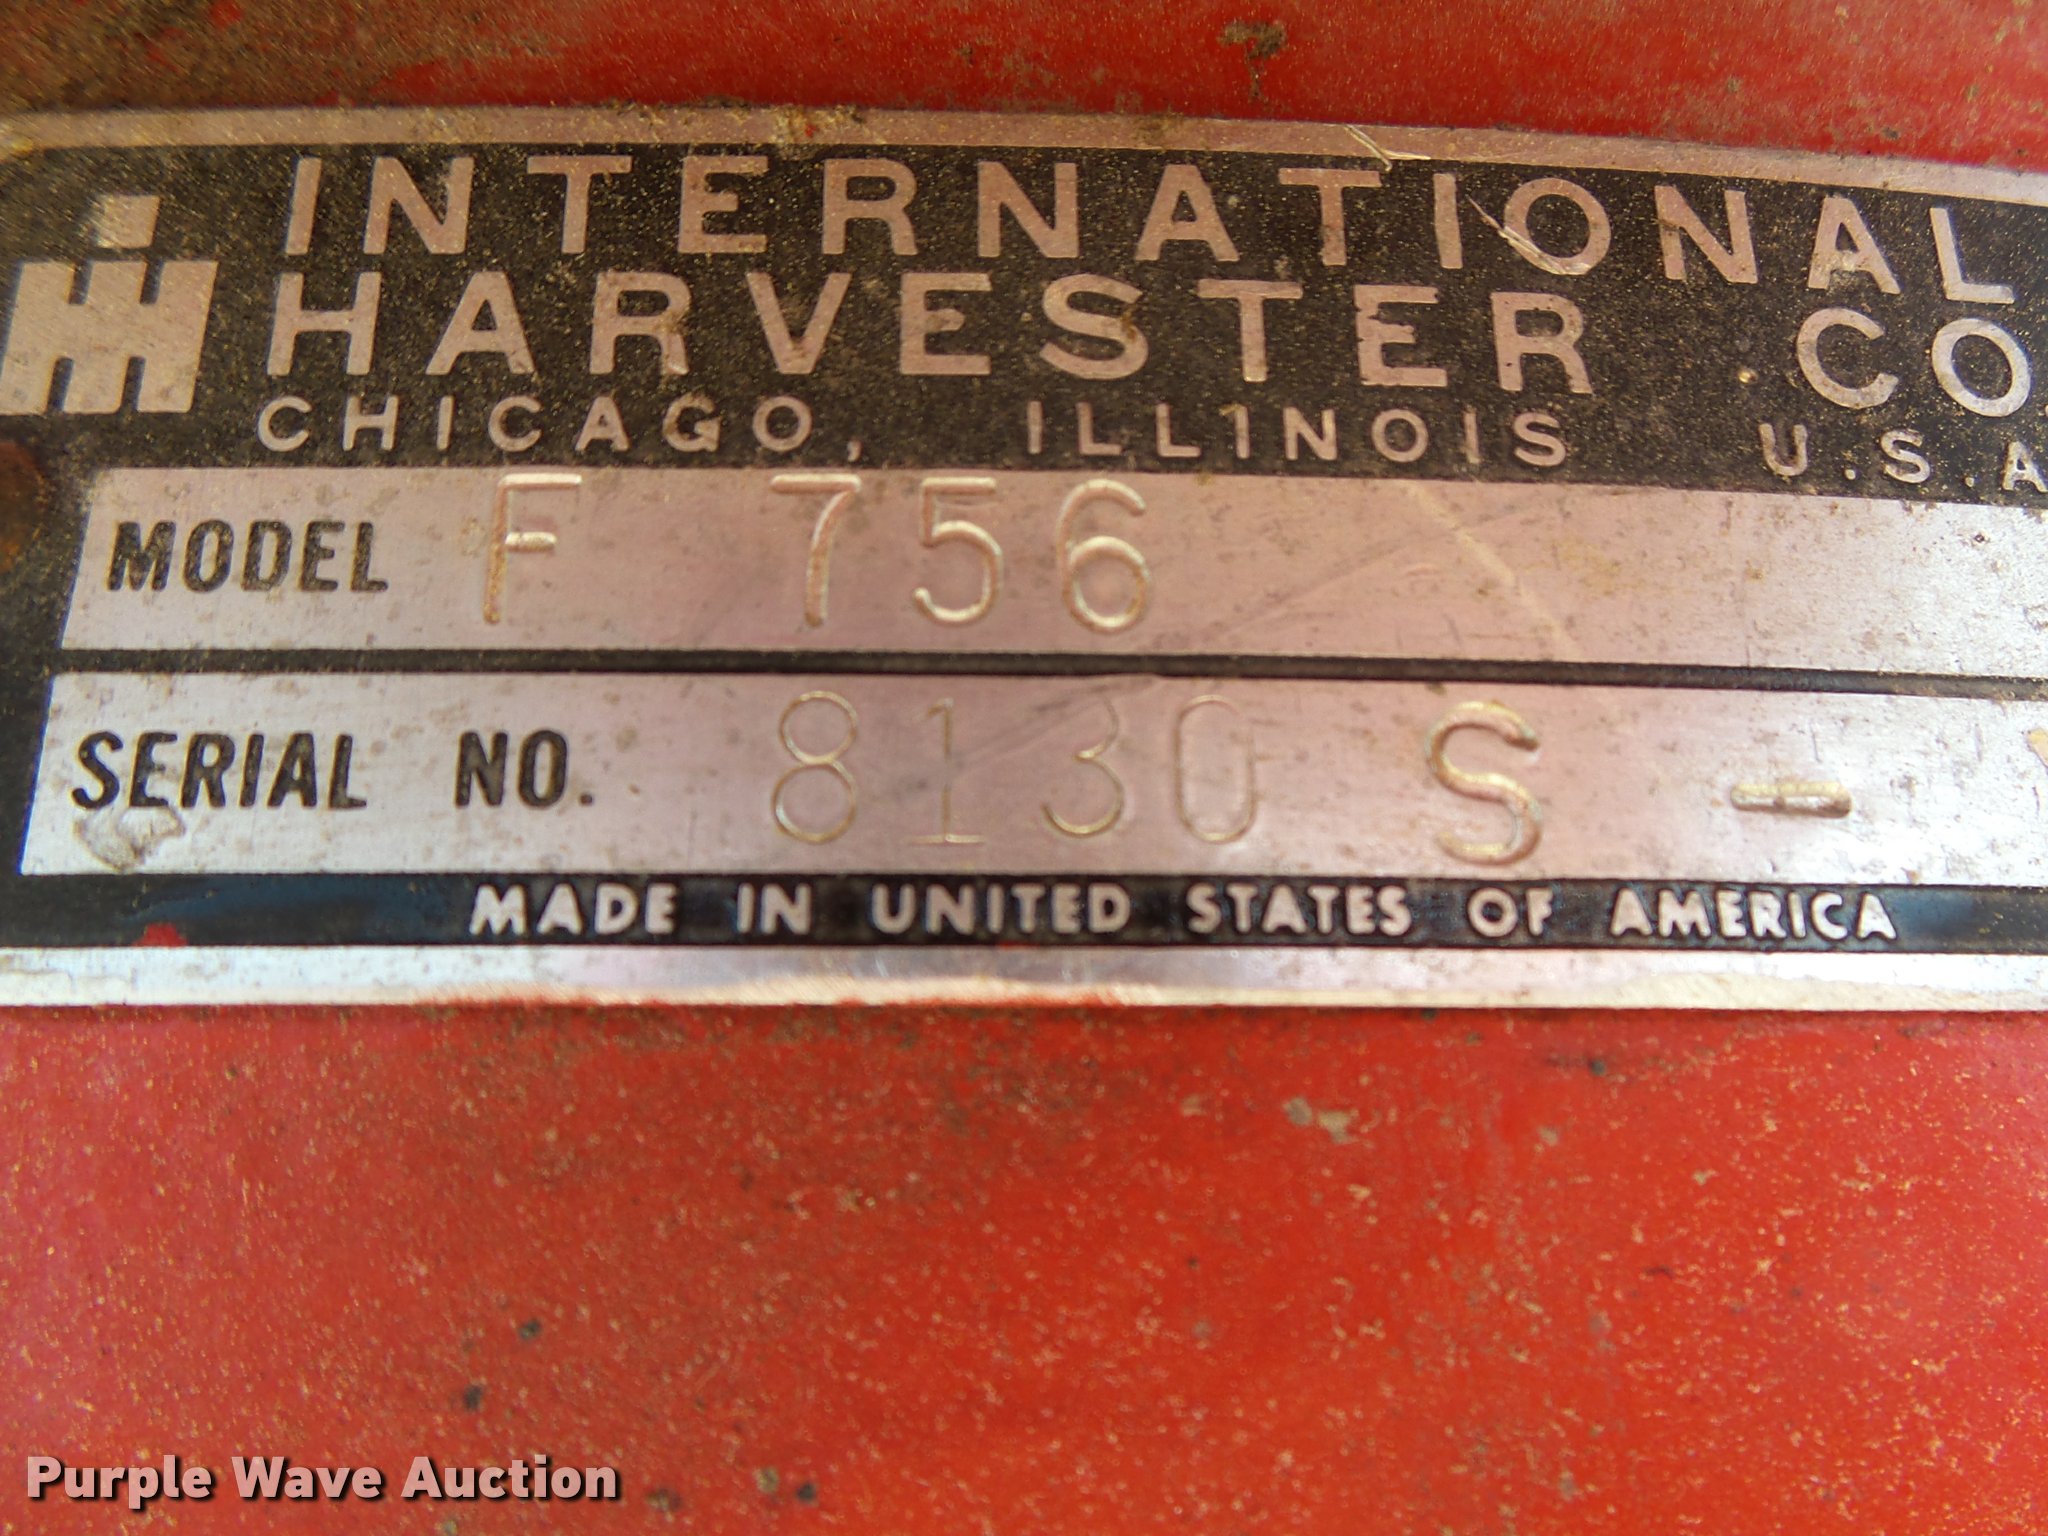 INTERNATIONAL
HARVESTER CO.
CHICAGO, ILLINOIS U.S.A
MODEL F 756
SERIAL NO. 8130 S -
MADE IN UNITED STATES OF AMERICA
Purple Wave Auction